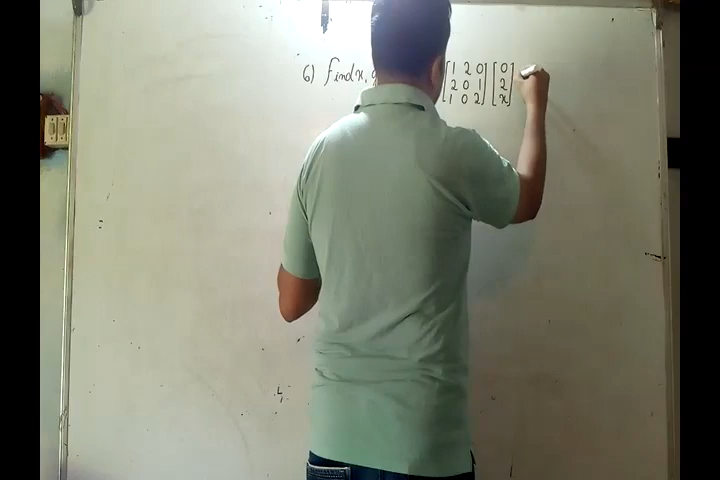 6) Find x, [1 2 0] [0]
[2 0 1] [2]
[1 0 2] [x]